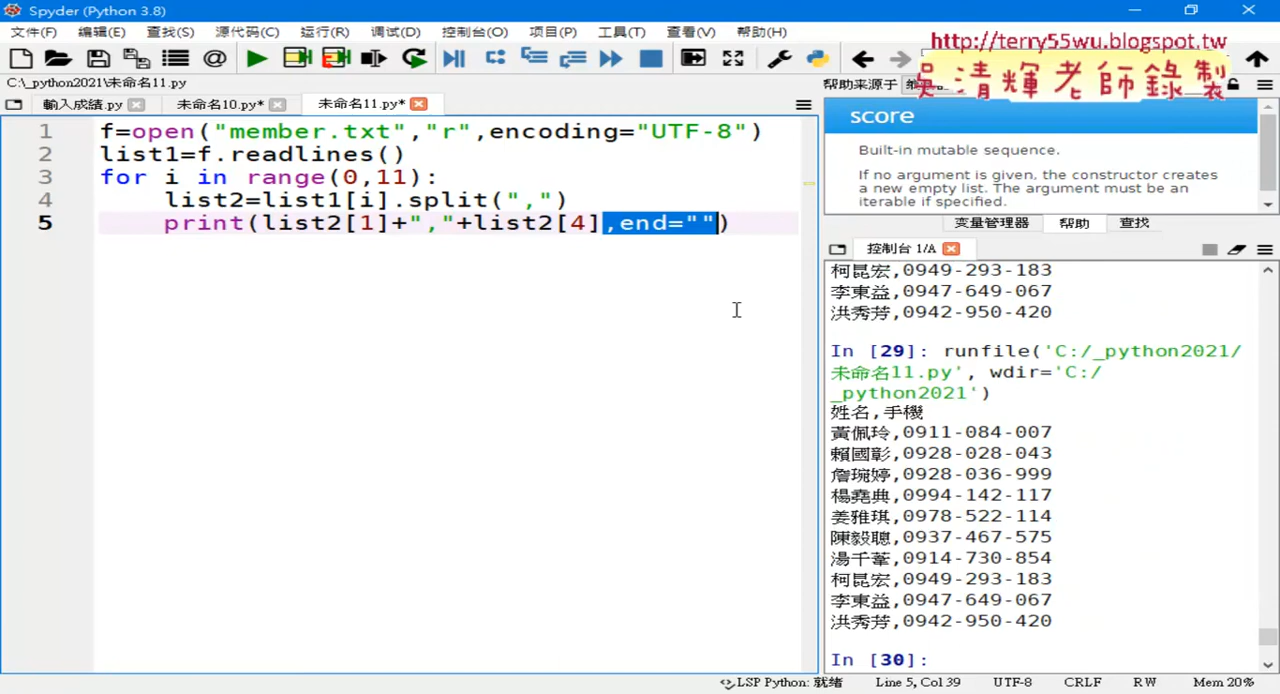 Spyder (Python 3.8)
文件(F) 编辑(E) 查找(S) 源代码(C) 运行(R) 调试(D) 控制台(O) 项目(P) 工具(T) 查看(V) 帮助(H)
http://terry55wu.blogspot.tw
吳清輝老師錄製
C:\_python2021\未命名11.py
帮助来源于
輸入成績.py 未命名10.py* 未命名11.py*
1 f=open("member.txt","r",encoding="UTF-8")
2 list1=f.readlines()
3 for i in range(0,11):
4 list2=list1[i].split(",")
5 print(list2[1]+","+list2[4],end="")
score
Built-in mutable sequence.
If no argument is given, the constructor creates
a new empty list. The argument must be an
iterable if specified.
变量管理器 帮助 查找
控制台 1/A
柯昆宏,0949-293-183
李東益,0947-649-067
洪秀芳,0942-950-420
In [29]: runfile('C:/_python2021/
未命名11.py', wdir='C:/
_python2021')
姓名,手機
黃佩玲,0911-084-007
賴國彰,0928-028-043
詹琬婷,0928-036-999
楊堯典,0994-142-117
姜雅琪,0978-522-114
陳毅聰,0937-467-575
湯千葦,0914-730-854
柯昆宏,0949-293-183
李東益,0947-649-067
洪秀芳,0942-950-420
In [30]:
LSP Python: 就绪 Line 5, Col 39 UTF-8 CRLF RW Mem 20%